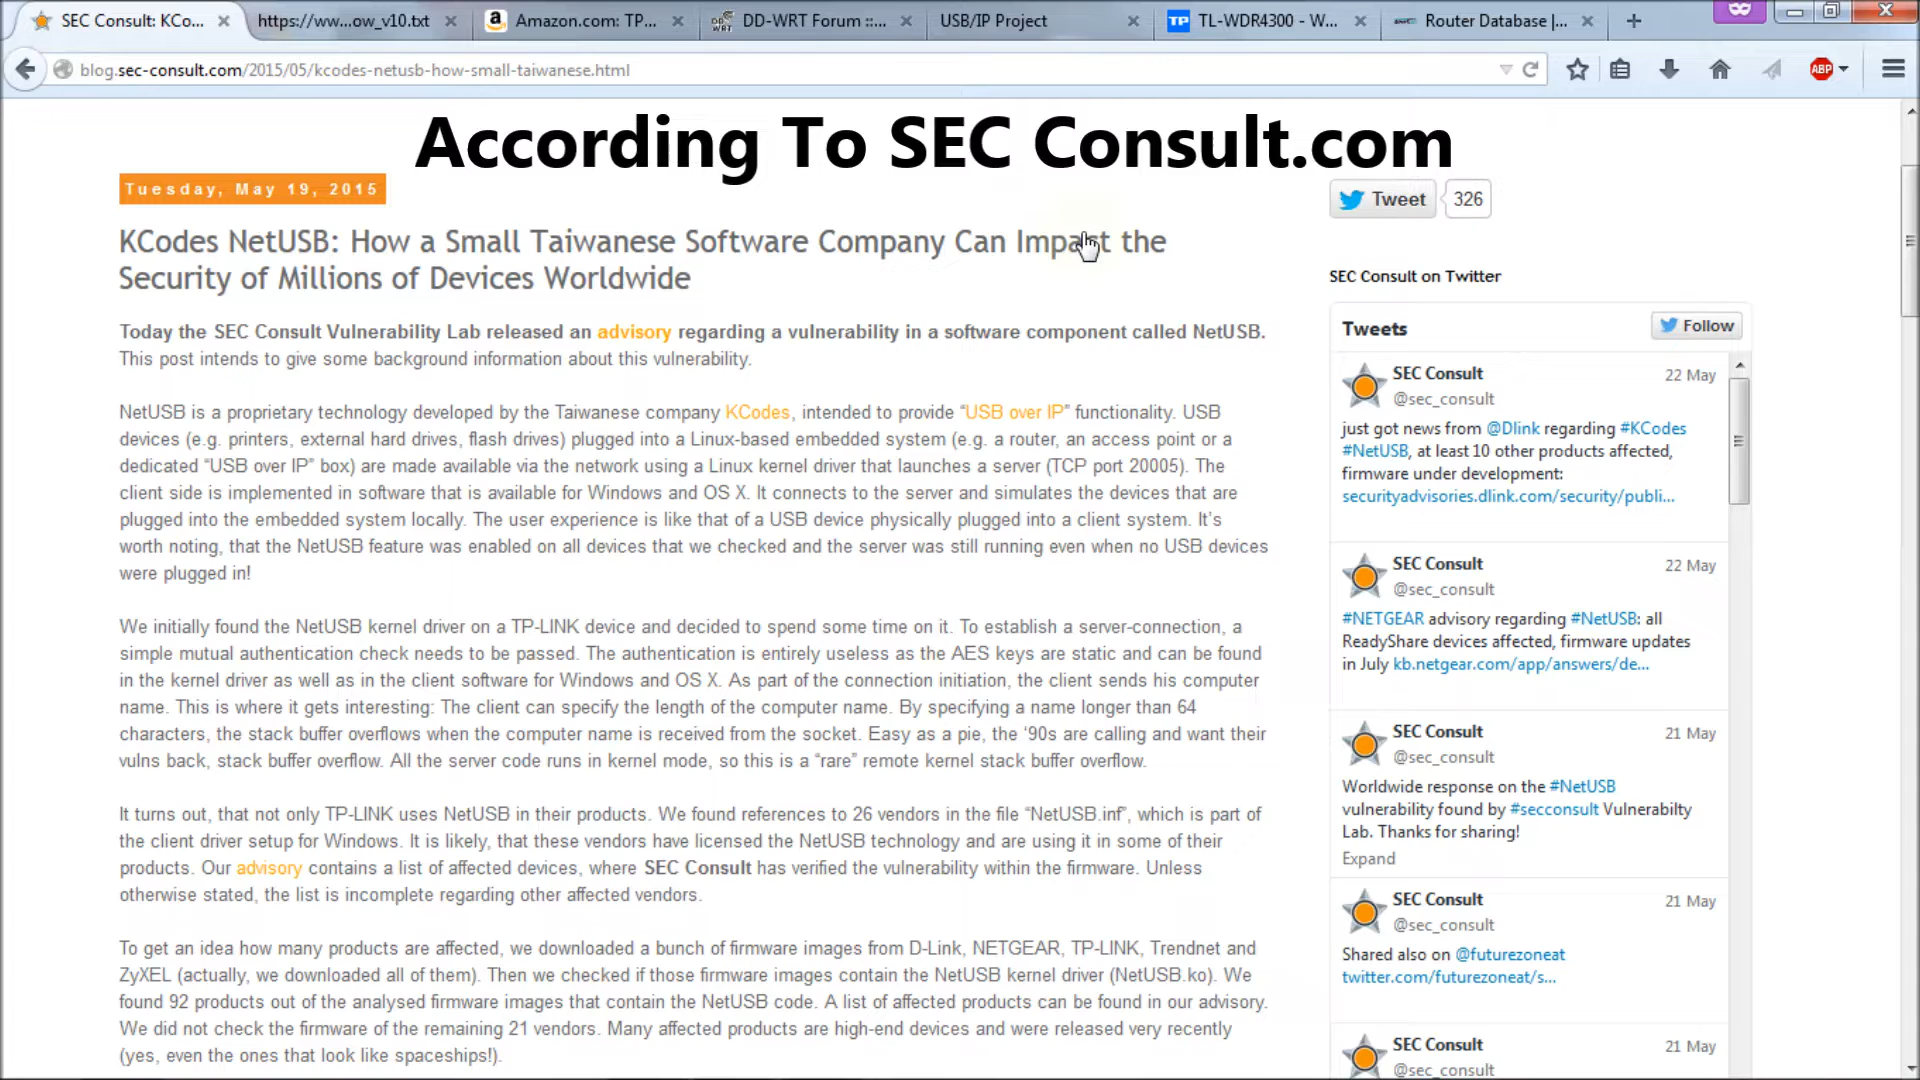 SEC Consult: KCo...
https://ww...ow_v10.txt
Amazon.com: TP...
DD-WRT Forum ::...
USB/IP Project
TL-WDR4300 - W...
Router Database |...
blog.sec-consult.com/2015/05/kcodes-netusb-how-small-taiwanese.html
ABP
According To SEC Consult.com
Tuesday, May 19, 2015
KCodes NetUSB: How a Small Taiwanese Software Company Can Impact the
Security of Millions of Devices Worldwide
Today the SEC Consult Vulnerability Lab released an advisory regarding a vulnerability in a software component called NetUSB.
This post intends to give some background information about this vulnerability.
NetUSB is a proprietary technology developed by the Taiwanese company KCodes, intended to provide “USB over IP” functionality. USB
devices (e.g. printers, external hard drives, flash drives) plugged into a Linux-based embedded system (e.g. a router, an access point or a
dedicated “USB over IP” box) are made available via the network using a Linux kernel driver that launches a server (TCP port 20005). The
client side is implemented in software that is available for Windows and OS X. It connects to the server and simulates the devices that are
plugged into the embedded system locally. The user experience is like that of a USB device physically plugged into a client system. It’s
worth noting, that the NetUSB feature was enabled on all devices that we checked and the server was still running even when no USB devices
were plugged in!
We initially found the NetUSB kernel driver on a TP-LINK device and decided to spend some time on it. To establish a server-connection, a
simple mutual authentication check needs to be passed. The authentication is entirely useless as the AES keys are static and can be found
in the kernel driver as well as in the client software for Windows and OS X. As part of the connection initiation, the client sends his computer
name. This is where it gets interesting: The client can specify the length of the computer name. By specifying a name longer than 64
characters, the stack buffer overflows when the computer name is received from the socket. Easy as a pie, the ‘90s are calling and want their
vulns back, stack buffer overflow. All the server code runs in kernel mode, so this is a “rare” remote kernel stack buffer overflow.
It turns out, that not only TP-LINK uses NetUSB in their products. We found references to 26 vendors in the file “NetUSB.inf”, which is part of
the client driver setup for Windows. It is likely, that these vendors have licensed the NetUSB technology and are using it in some of their
products. Our advisory contains a list of affected devices, where SEC Consult has verified the vulnerability within the firmware. Unless
otherwise stated, the list is incomplete regarding other affected vendors.
To get an idea how many products are affected, we downloaded a bunch of firmware images from D-Link, NETGEAR, TP-LINK, Trendnet and
ZyXEL (actually, we downloaded all of them). Then we checked if those firmware images contain the NetUSB kernel driver (NetUSB.ko). We
found 92 products out of the analysed firmware images that contain the NetUSB code. A list of affected products can be found in our advisory.
We did not check the firmware of the remaining 21 vendors. Many affected products are high-end devices and were released very recently
(yes, even the ones that look like spaceships!).
Tweet 326
SEC Consult on Twitter
Tweets
Follow
SEC Consult 22 May
@sec_consult
just got news from @Dlink regarding #KCodes
#NetUSB, at least 10 other products affected,
firmware under development:
securityadvisories.dlink.com/security/publi...
SEC Consult 22 May
@sec_consult
#NETGEAR advisory regarding #NetUSB: all
ReadyShare devices affected, firmware updates
in July kb.netgear.com/app/answers/de...
SEC Consult 21 May
@sec_consult
Worldwide response on the #NetUSB
vulnerability found by #secconsult Vulnerabilty
Lab. Thanks for sharing!
Expand
SEC Consult 21 May
@sec_consult
Shared also on @futurezoneat
twitter.com/futurezoneat/s...
SEC Consult 21 May
@sec_consult